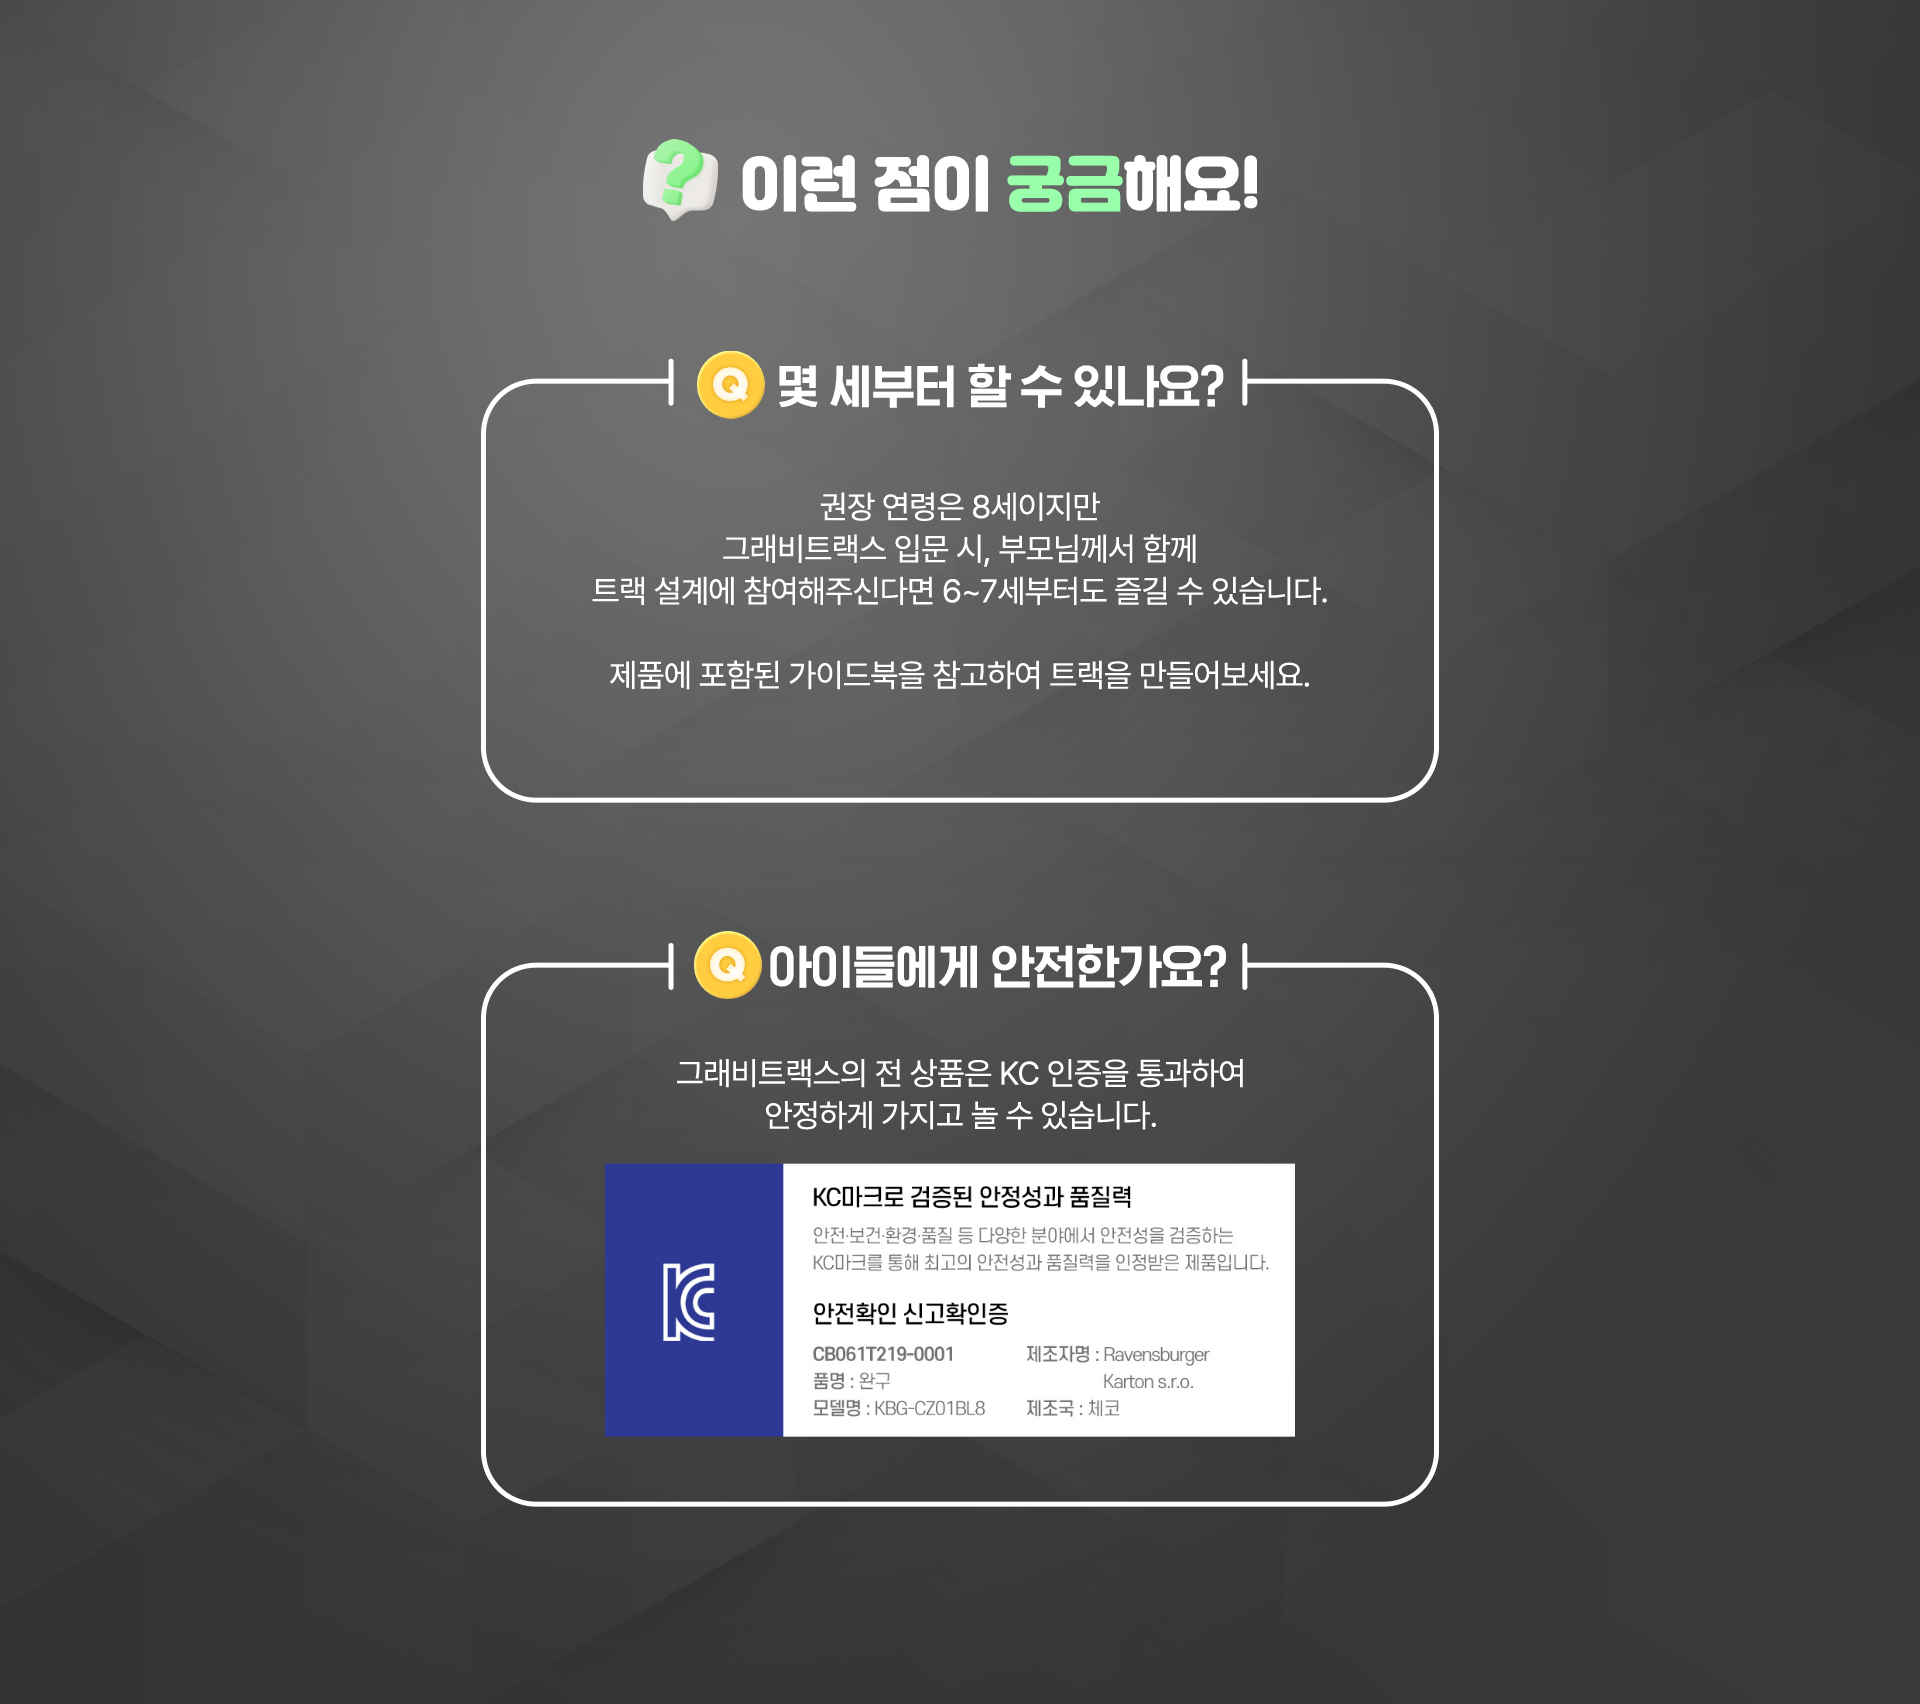 이런 점이 궁금해요!
Q 몇 세부터 할 수 있나요?
권장 연령은 8세이지만
그래비트랙스 입문 시, 부모님께서 함께
트랙 설계에 참여해주신다면 6~7세부터도 즐길 수 있습니다.
제품에 포함된 가이드북을 참고하여 트랙을 만들어보세요.
Q 아이들에게 안전한가요?
그래비트랙스의 전 상품은 KC 인증을 통과하여
안정하게 가지고 놀 수 있습니다.
KC마크로 검증된 안정성과 품질력
안전·보건·환경·품질 등 다양한 분야에서 안전성을 검증하는
KC마크를 통해 최고의 안전성과 품질력을 인정받은 제품입니다.
안전확인 신고확인증
CB061T219-0001
품명 : 완구
모델명 : KBG-CZ01BL8
제조자명 : Ravensburger
Karton s.r.o.
제조국 : 체코